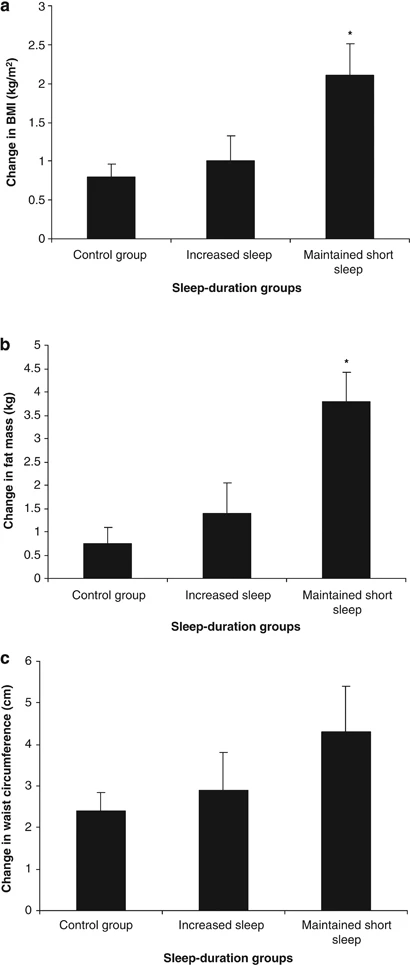 a
Change in BMI (kg/m²)
3
2.5
2
1.5
1
0.5
0
*
Control group
Increased sleep
Maintained short
sleep
Sleep-duration groups
b
Change in fat mass (kg)
5
4.5
4
3.5
3
2.5
2
1.5
1
0.5
0
*
Control group
Increased sleep
Maintained short
sleep
Sleep-duration groups
c
Change in waist circumference (cm)
6
5
4
3
2
1
0
Control group
Increased sleep
Maintained short
sleep
Sleep-duration groups